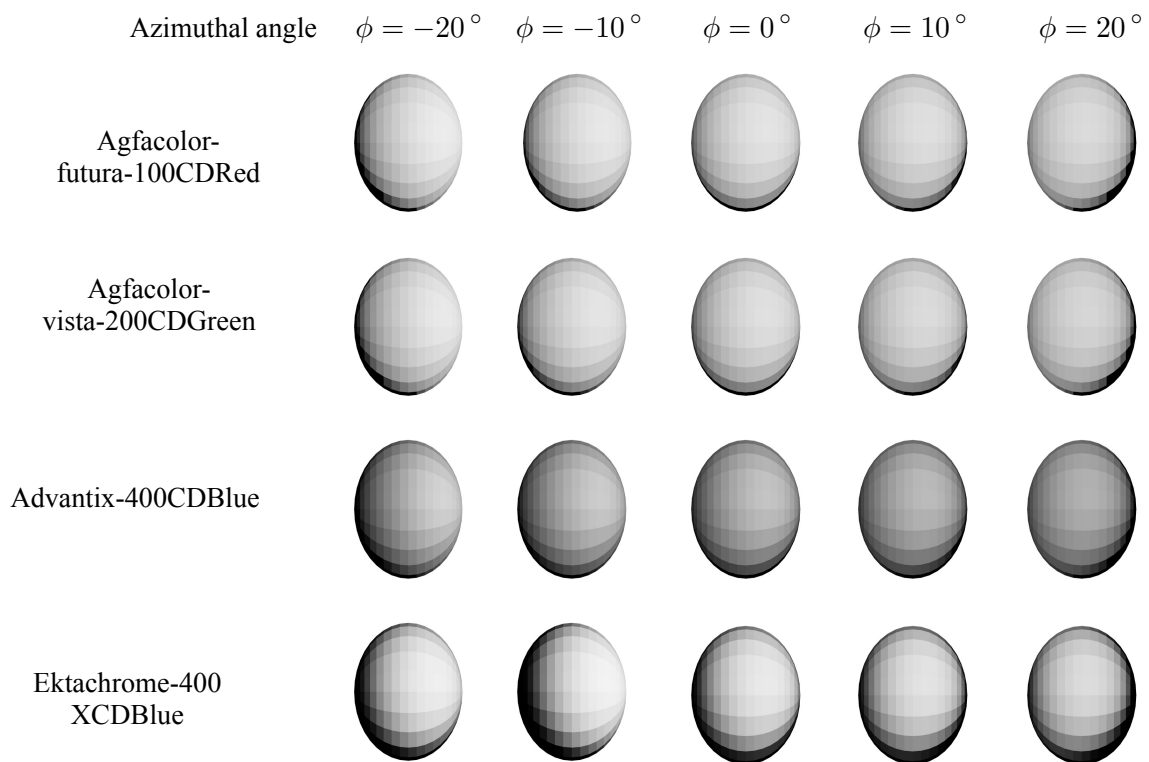 Azimuthal angle ϕ = −20° ϕ = −10° ϕ = 0° ϕ = 10° ϕ = 20°
Agfacolor-
futura-100CDRed
Agfacolor-
vista-200CDGreen
Advantix-400CDBlue
Ektachrome-400
XCDBlue